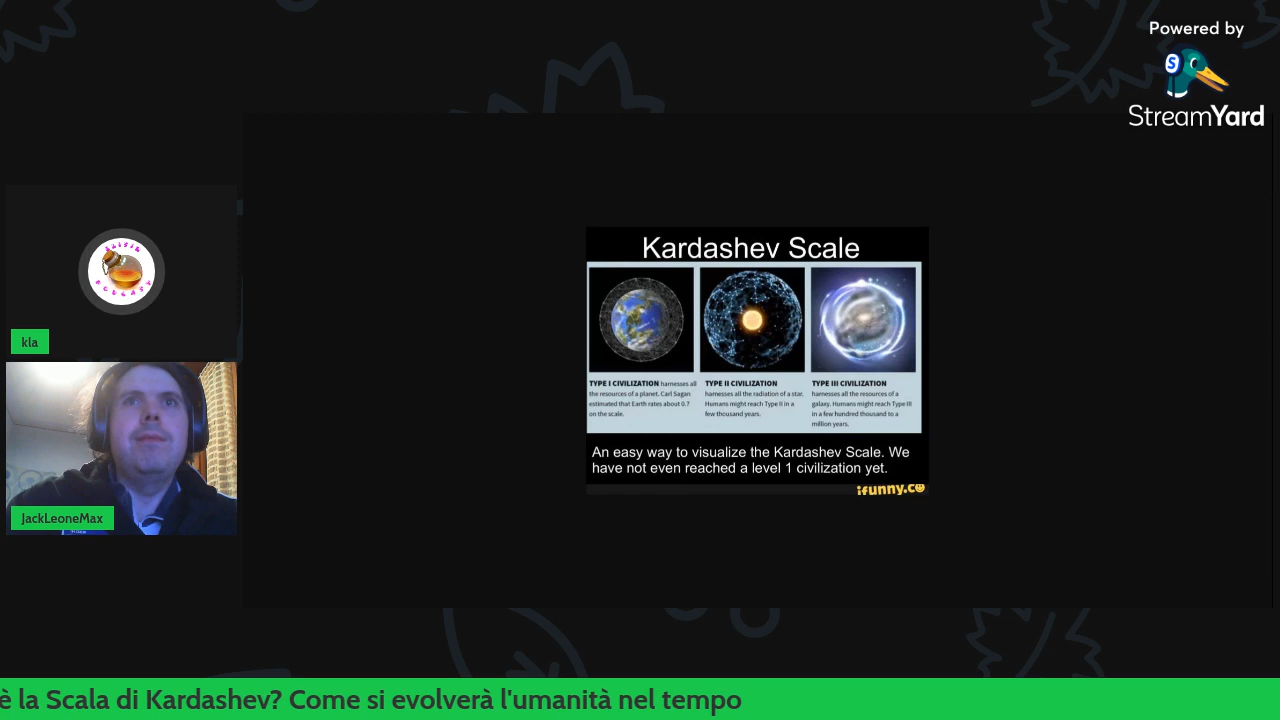 Powered by
StreamYard
kla
JackLeoneMax
Kardashev Scale
TYPE I CIVILIZATION harnesses all
the resources of a planet. Carl Sagan
estimated that Earth rates about 0.7
on the scale.
TYPE II CIVILIZATION
harnesses all the radiation of a star.
Humans might reach Type II in a
few thousand years.
TYPE III CIVILIZATION
harnesses all the resources of a
galaxy. Humans might reach Type III
in a few hundred thousand to a
million years.
An easy way to visualize the Kardashev Scale. We
have not even reached a level 1 civilization yet.
ifunny.co
è la Scala di Kardashev? Come si evolverà l'umanità nel tempo